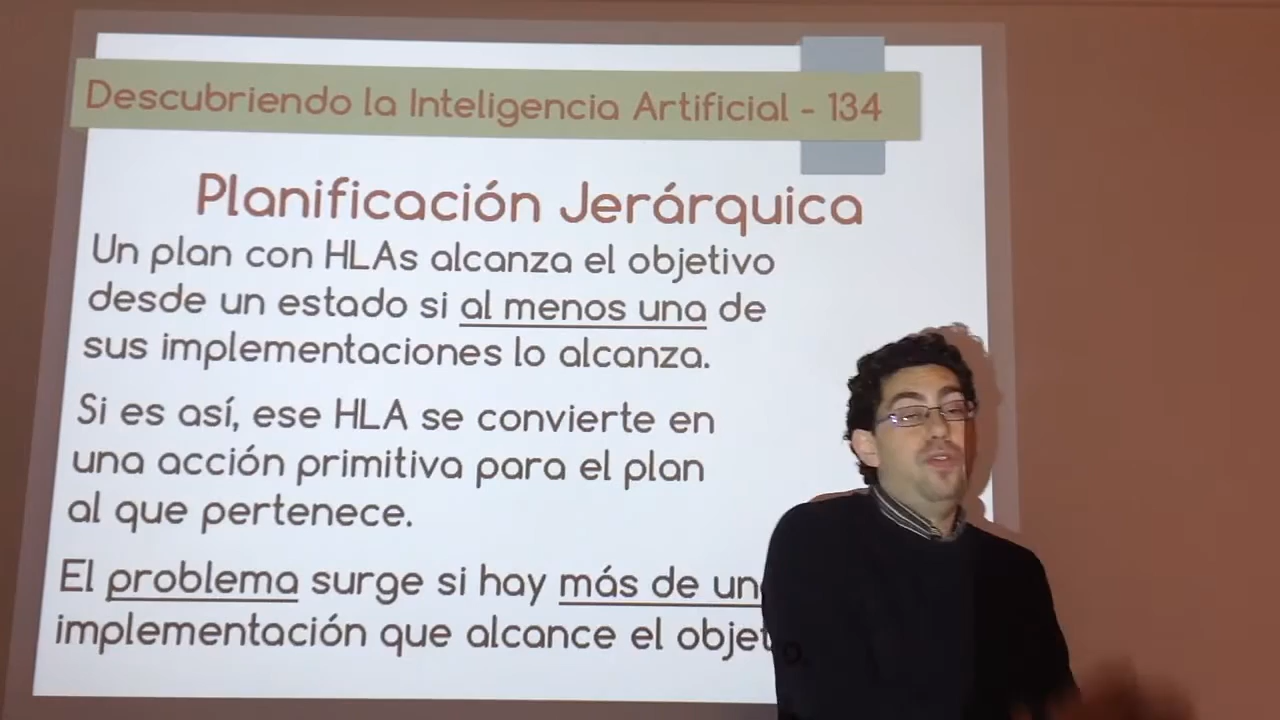 Descubriendo la Inteligencia Artificial - 134
Planificación Jerárquica
Un plan con HLAs alcanza el objetivo
desde un estado si al menos una de
sus implementaciones lo alcanza.
Si es así, ese HLA se convierte en
una acción primitiva para el plan
al que pertenece.
El problema surge si hay más de una
implementación que alcance el